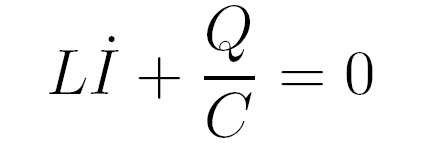 Lİ + Q/C = 0